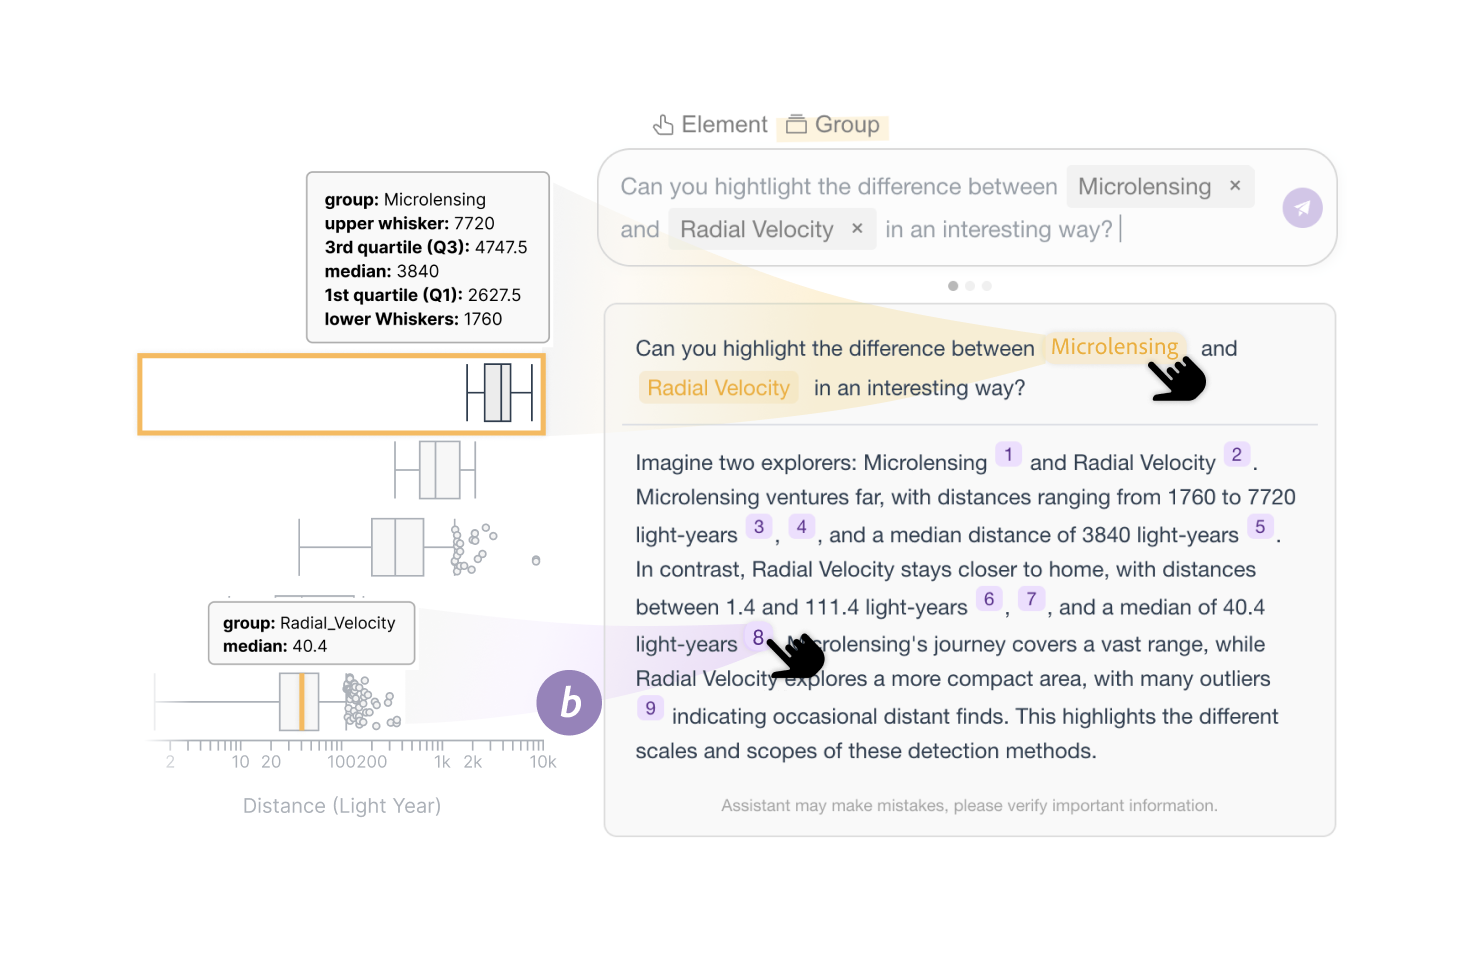 Element Group
Can you hightlight the difference between Microlensing ×
and Radial Velocity × in an interesting way?
group: Microlensing
upper whisker: 7720
3rd quartile (Q3): 4747.5
median: 3840
1st quartile (Q1): 2627.5
lower Whiskers: 1760
group: Radial_Velocity
median: 40.4
2 10 20 100 200 1k 2k 10k
Distance (Light Year)
b
Can you highlight the difference between Microlensing and
Radial Velocity in an interesting way?
Imagine two explorers: Microlensing 1 and Radial Velocity 2 .
Microlensing ventures far, with distances ranging from 1760 to 7720
light-years 3 , 4 , and a median distance of 3840 light-years 5 .
In contrast, Radial Velocity stays closer to home, with distances
between 1.4 and 111.4 light-years 6 , 7 , and a median of 40.4
light-years 8 Microlensing's journey covers a vast range, while
Radial Velocity explores a more compact area, with many outliers
9 indicating occasional distant finds. This highlights the different
scales and scopes of these detection methods.
Assistant may make mistakes, please verify important information.